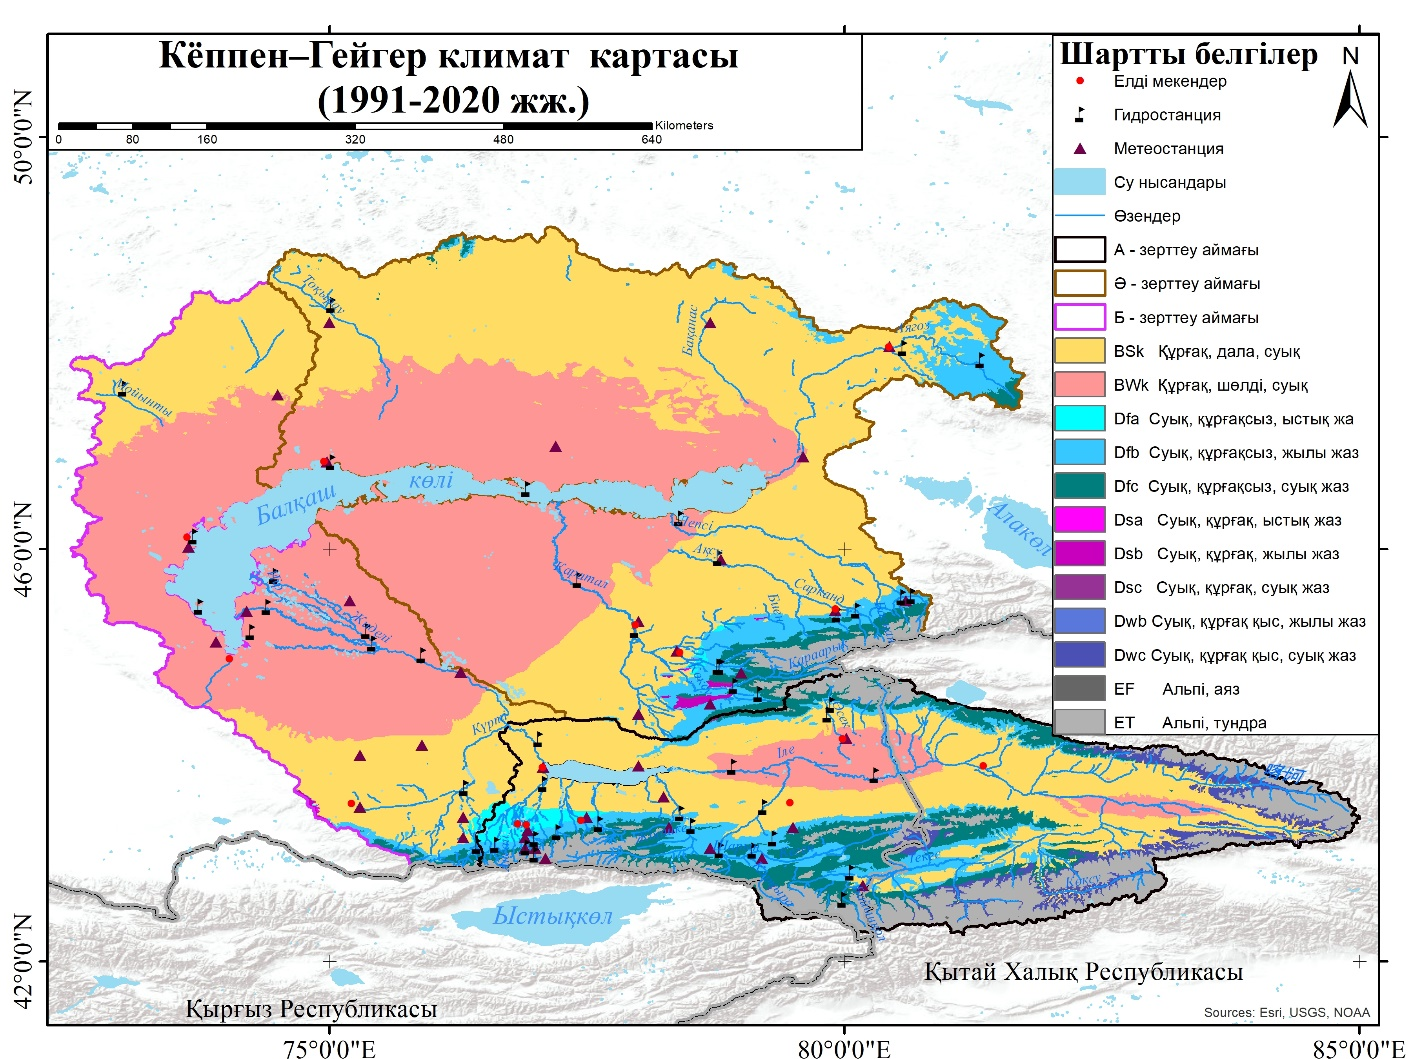 Кёппен–Гейгер климат картасы
(1991-2020 жж.)
Kilometers
0 80 160 320 480 640
Шартты белгілер
N
Елді мекендер
Гидростанция
Метеостанция
Су нысандары
Өзендер
А - зерттеу аймағы
Ә - зерттеу аймағы
Б - зерттеу аймағы
BSk Құрғақ, дала, суық
BWk Құрғақ, шөлді, суық
Dfa Суық, құрғақсыз, ыстық жа
Dfb Суық, құрғақсыз, жылы жаз
Dfc Суық, құрғақсыз, суық жаз
Dsa Суық, құрғақ, ыстық жаз
Dsb Суық, құрғақ, жылы жаз
Dsc Суық, құрғақ, суық жаз
Dwb Суық, құрғақ қыс, жылы жаз
Dwc Суық, құрғақ қыс, суық жаз
EF Альпі, аяз
ET Альпі, тундра
50°0'0"N
46°0'0"N
42°0'0"N
Мойынты
Бақанас
Аягөз
Балқаш
көлі
Алакөл
Лепсі
Ақсу
Қаратал
Сарқанд
Жиделі
Күрті
Іле
Текес
Көксу
Ыстықкөл
Қытай Халық Республикасы
Қырғыз Республикасы
Sources: Esri, USGS, NOAA
75°0'0"E
80°0'0"E
85°0'0"E